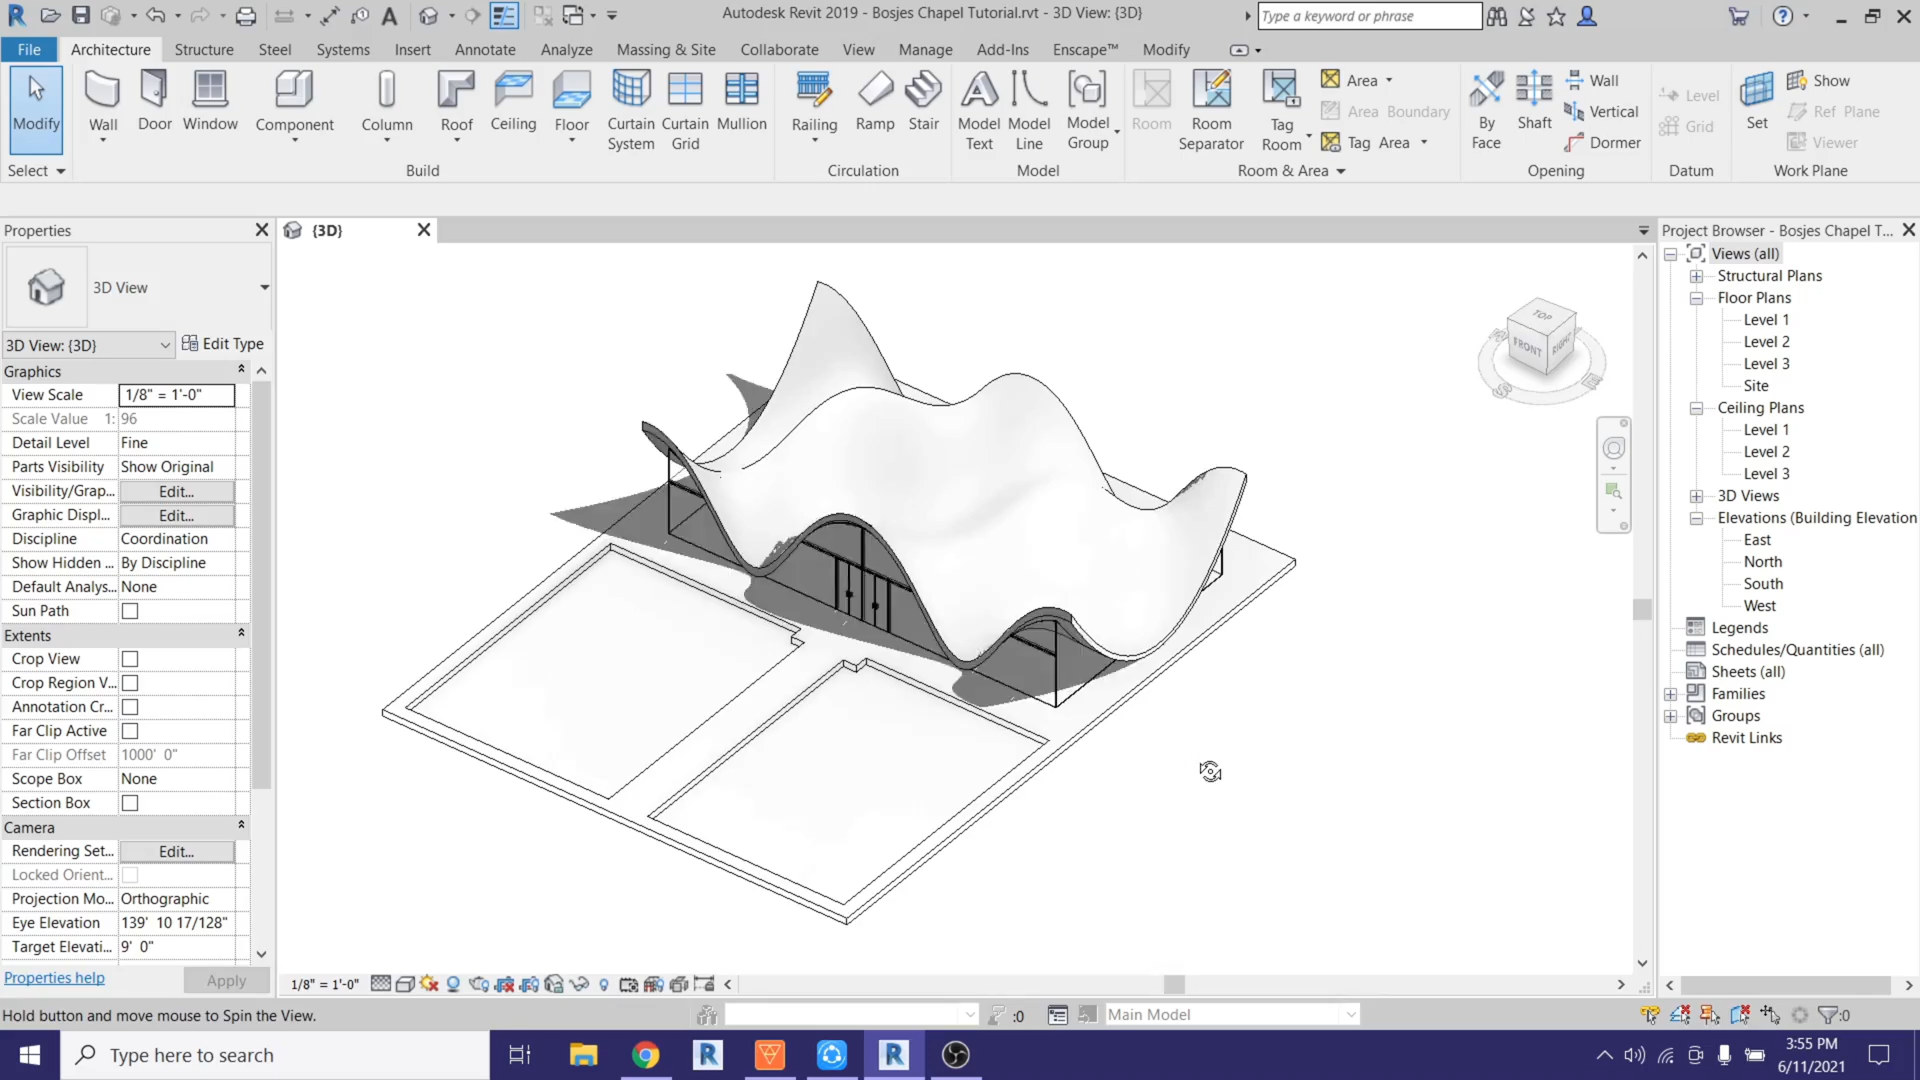 Autodesk Revit 2019 - Bosjes Chapel Tutorial.rvt - 3D View: {3D}
Type a keyword or phrase
File Architecture Structure Steel Systems Insert Annotate Analyze Massing & Site Collaborate View Manage Add-Ins Enscape™ Modify
Modify
Wall
Door
Window
Component
Column
Roof
Ceiling
Floor
Curtain System
Curtain Grid
Mullion
Railing
Ramp
Stair
Model Text
Model Line
Model Group
Room
Room Separator
Tag Room
Area
Area Boundary
Tag Area
By Face
Shaft
Wall
Vertical
Dormer
Level
Grid
Set
Show
Ref Plane
Viewer
Select Build Circulation Model Room & Area Opening Datum Work Plane
Properties
3D View
3D View: {3D} Edit Type
Graphics
View Scale 1/8" = 1'-0"
Scale Value 1: 96
Detail Level Fine
Parts Visibility Show Original
Visibility/Grap... Edit...
Graphic Displ... Edit...
Discipline Coordination
Show Hidden ... By Discipline
Default Analys... None
Sun Path
Extents
Crop View
Crop Region V...
Annotation Cr...
Far Clip Active
Far Clip Offset 1000' 0"
Scope Box None
Section Box
Camera
Rendering Set... Edit...
Locked Orient...
Projection Mo... Orthographic
Eye Elevation 139' 10 17/128"
Target Elevati... 9' 0"
Properties help Apply
{3D}
TOP
FRONT
RIGHT
1/8" = 1'-0"
Project Browser - Bosjes Chapel T...
Views (all)
Structural Plans
Floor Plans
Level 1
Level 2
Level 3
Site
Ceiling Plans
Level 1
Level 2
Level 3
3D Views
Elevations (Building Elevation
East
North
South
West
Legends
Schedules/Quantities (all)
Sheets (all)
Families
Groups
Revit Links
Hold button and move mouse to Spin the View.
:0
Main Model
:0
Type here to search
3:55 PM
6/11/2021